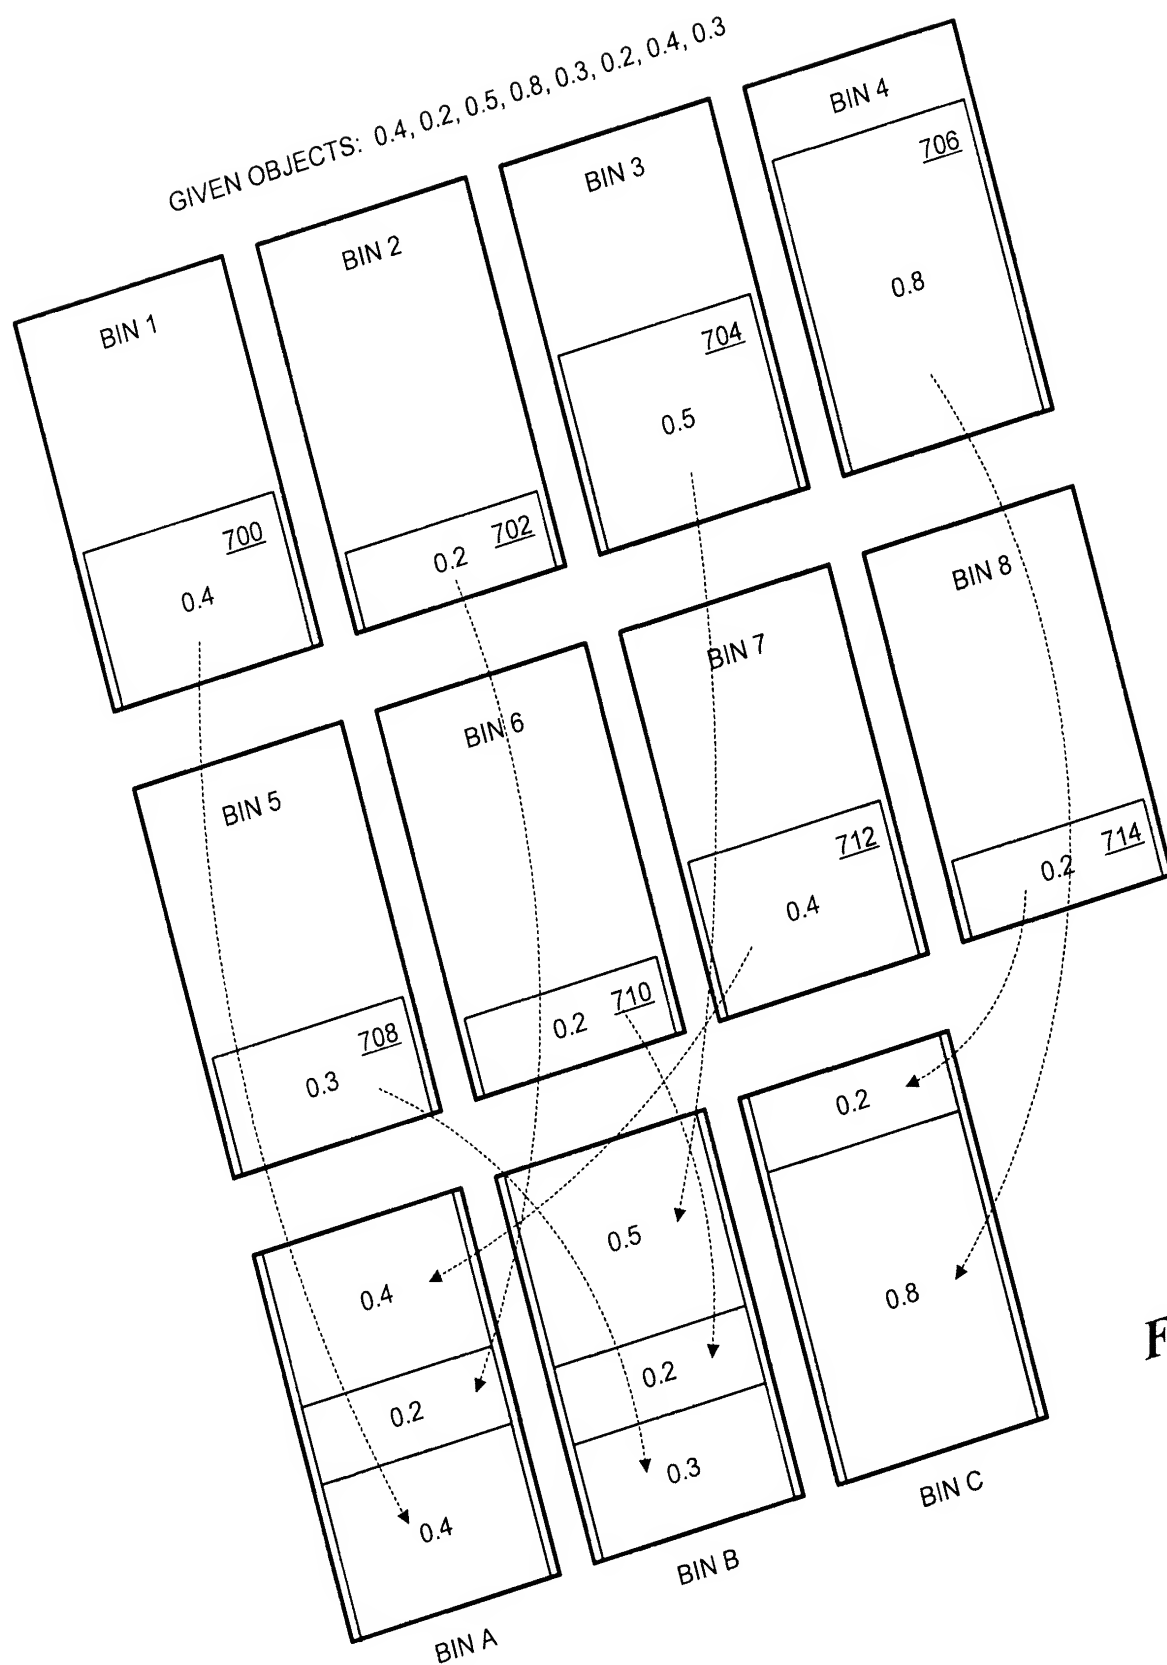 GIVEN OBJECTS: 0.4, 0.2, 0.5, 0.8, 0.3, 0.2, 0.4, 0.3
BIN 1
700
0.4
BIN 2
702
0.2
BIN 3
704
0.5
BIN 4
706
0.8
BIN 5
708
0.3
BIN 6
710
0.2
BIN 7
712
0.4
BIN 8
714
0.2
0.4
0.2
0.4
BIN A
0.5
0.2
0.3
BIN B
0.2
0.8
BIN C
F